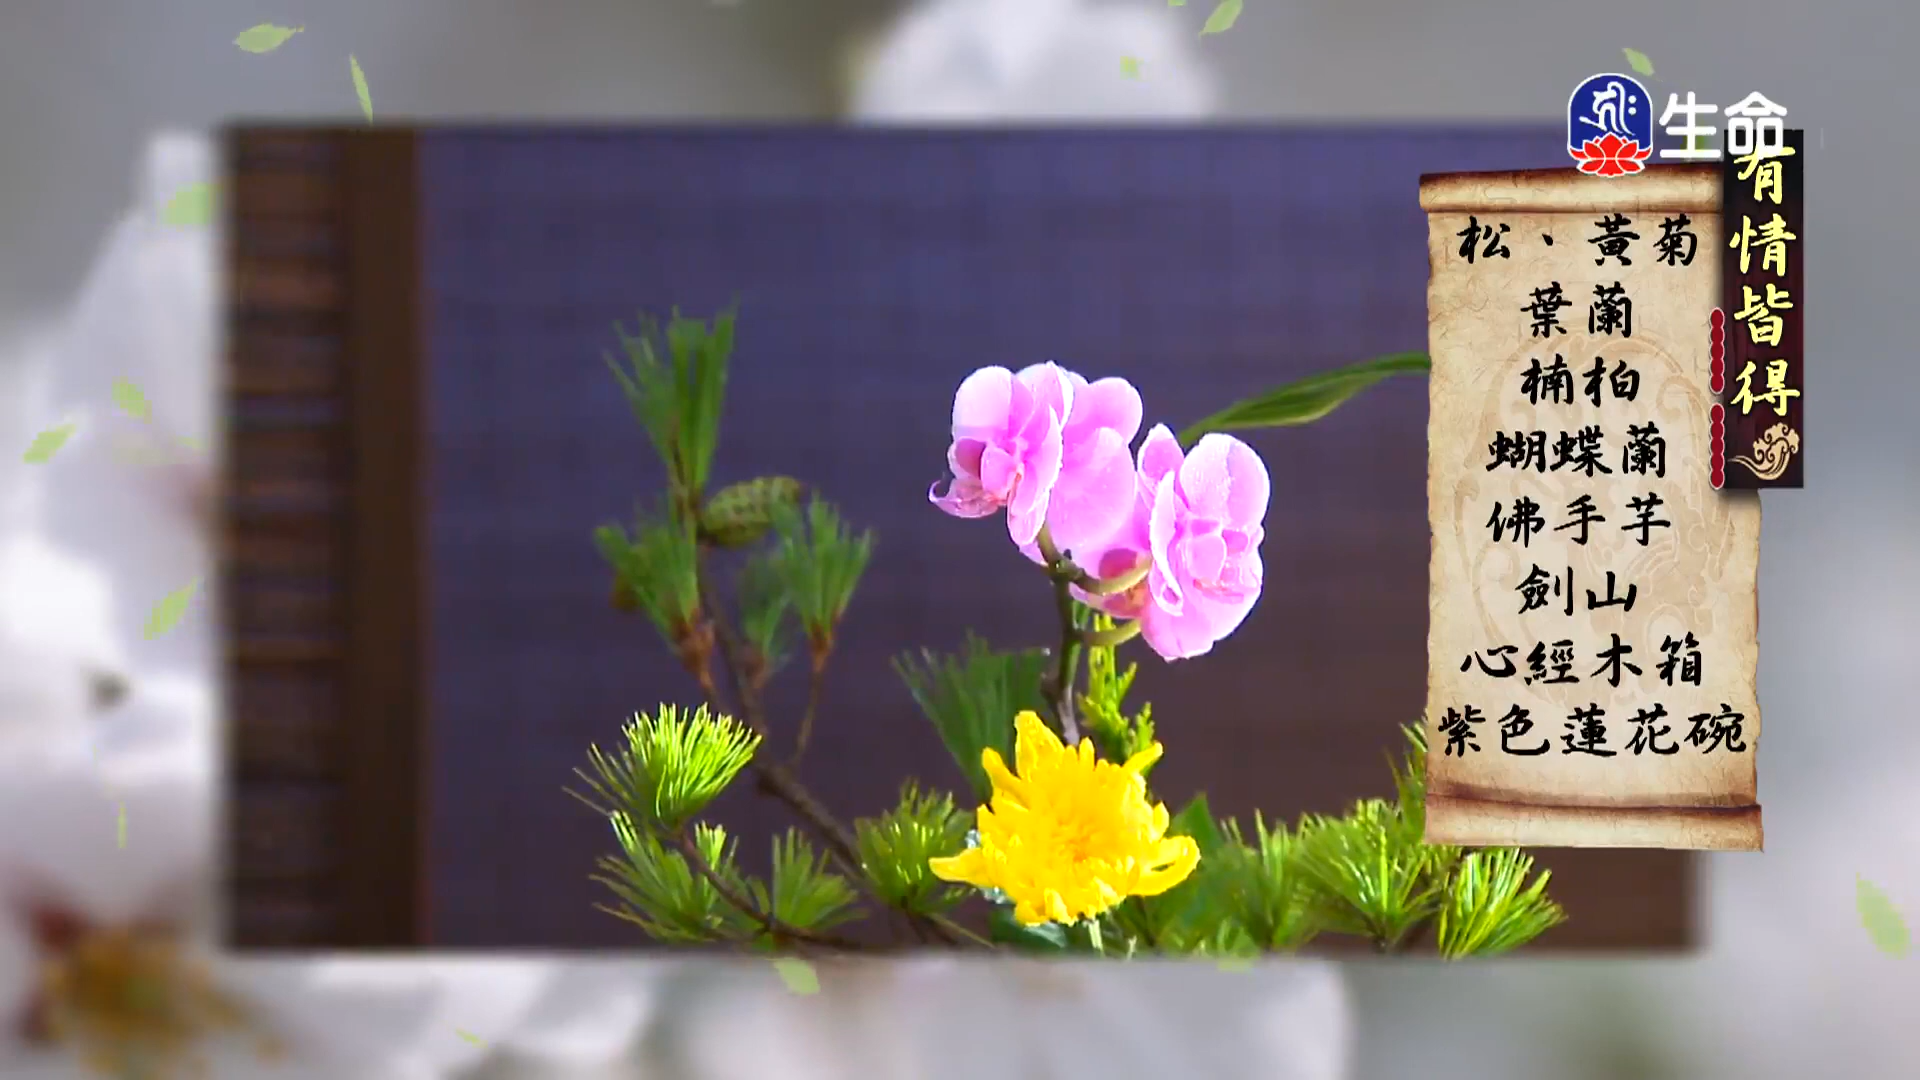 生命
有情皆得
松、黃菊
葉蘭
楠柏
蝴蝶蘭
佛手芋
劍山
心經木箱
紫色蓮花碗